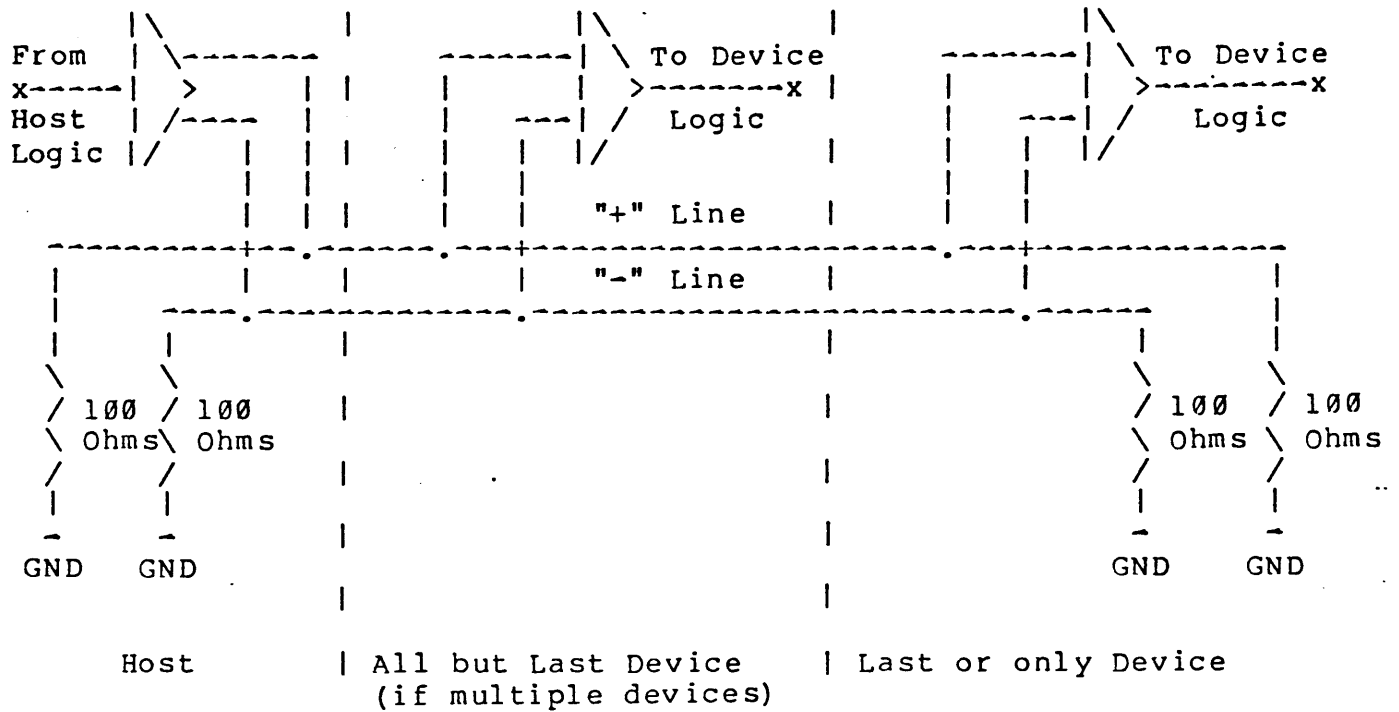 From
To Device
To Device
x
x
x
Host
Logic
Logic
Logic
"+" Line
"-" Line
100
100
100
100
Ohms
Ohms
Ohms
Ohms
GND
GND
GND
GND
Host
All but Last Device
Last or only Device
(if multiple devices)